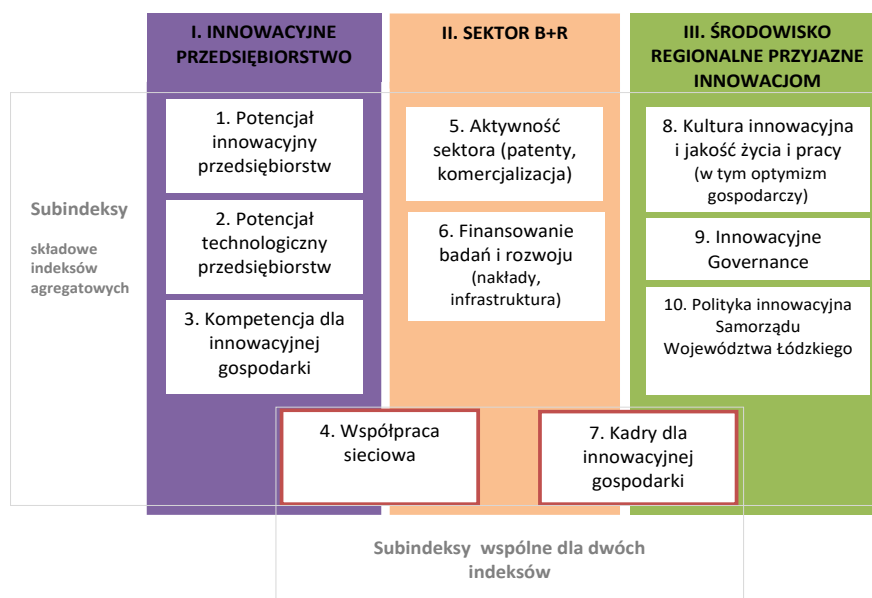 I. INNOWACYJNE
PRZEDSIĘBIORSTWO
II. SEKTOR B+R
III. ŚRODOWISKO
REGIONALNE PRZYJAZNE
INNOWACJOM
Subindeksy
składowe
indeksów
agregatowych
1. Potencjał
innowacyjny
przedsiębiorstw
2. Potencjał
technologiczny
przedsiębiorstw
3. Kompetencja dla
innowacyjnej
gospodarki
4. Współpraca
sieciowa
5. Aktywność
sektora (patenty,
komercjalizacja)
6. Finansowanie
badań i rozwoju
(nakłady,
infrastruktura)
7. Kadry dla
innowacyjnej
gospodarki
8. Kultura innowacyjna
i jakość życia i pracy
(w tym optymizm
gospodarczy)
9. Innowacyjne
Governance
10. Polityka innowacyjna
Samorządu
Województwa Łódzkiego
Subindeksy wspólne dla dwóch
indeksów